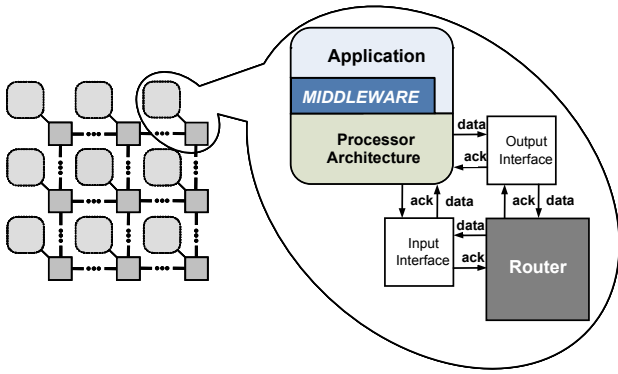 Application
MIDDLEWARE
Processor
Architecture
data
ack
Output
Interface
ack
data
ack
data
data
ack
Input
Interface
Router